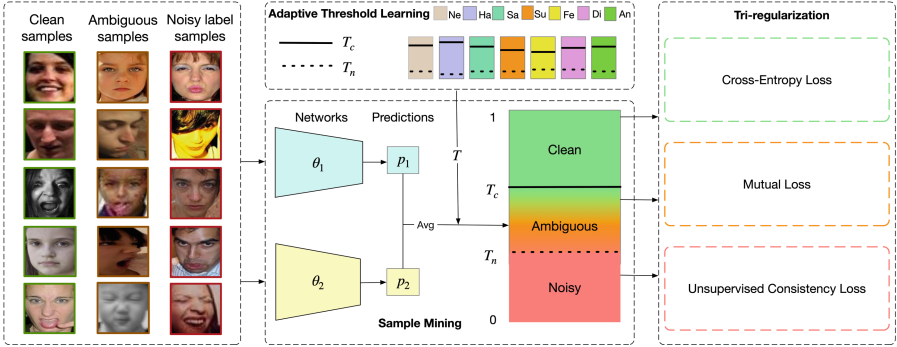 Clean
samples
Ambiguous
samples
Noisy label
samples
Adaptive Threshold Learning
Ne Ha Sa Su Fe Di An
T_c
T_n
Networks Predictions
θ_1
p_1
θ_2
p_2
Avg
T
1
Clean
T_c
Ambiguous
T_n
Noisy
0
Sample Mining
Tri-regularization
Cross-Entropy Loss
Mutual Loss
Unsupervised Consistency Loss